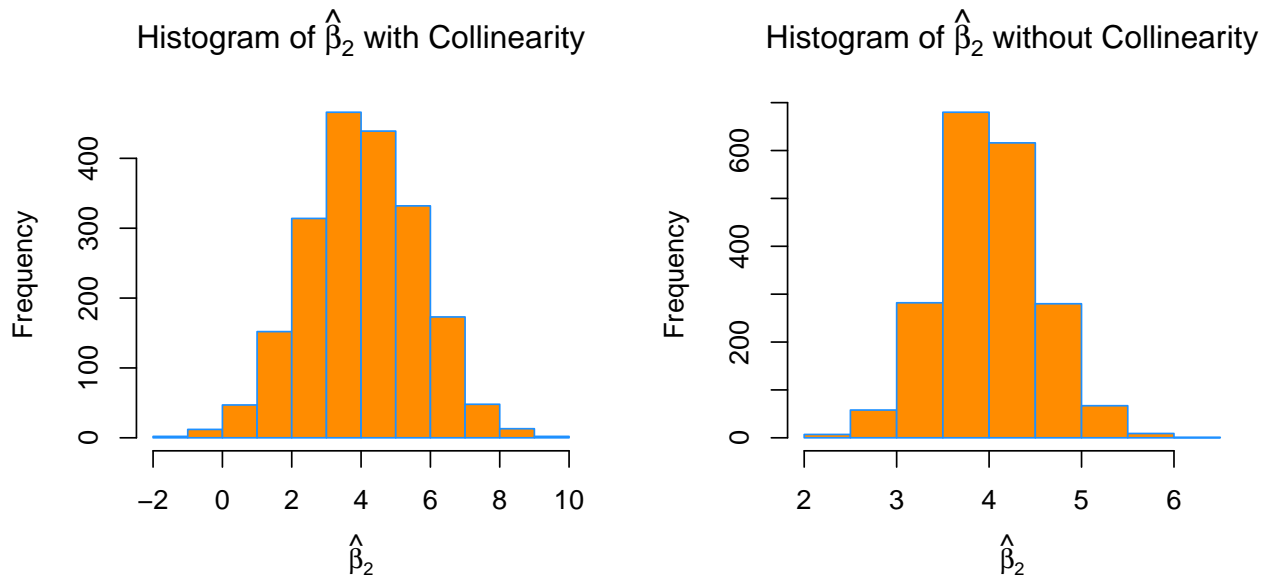 Histogram of β̂₂ with Collinearity
Frequency
0 100 200 300 400
−2 0 2 4 6 8 10
β̂₂
Histogram of β̂₂ without Collinearity
Frequency
0 200 400 600
2 3 4 5 6
β̂₂